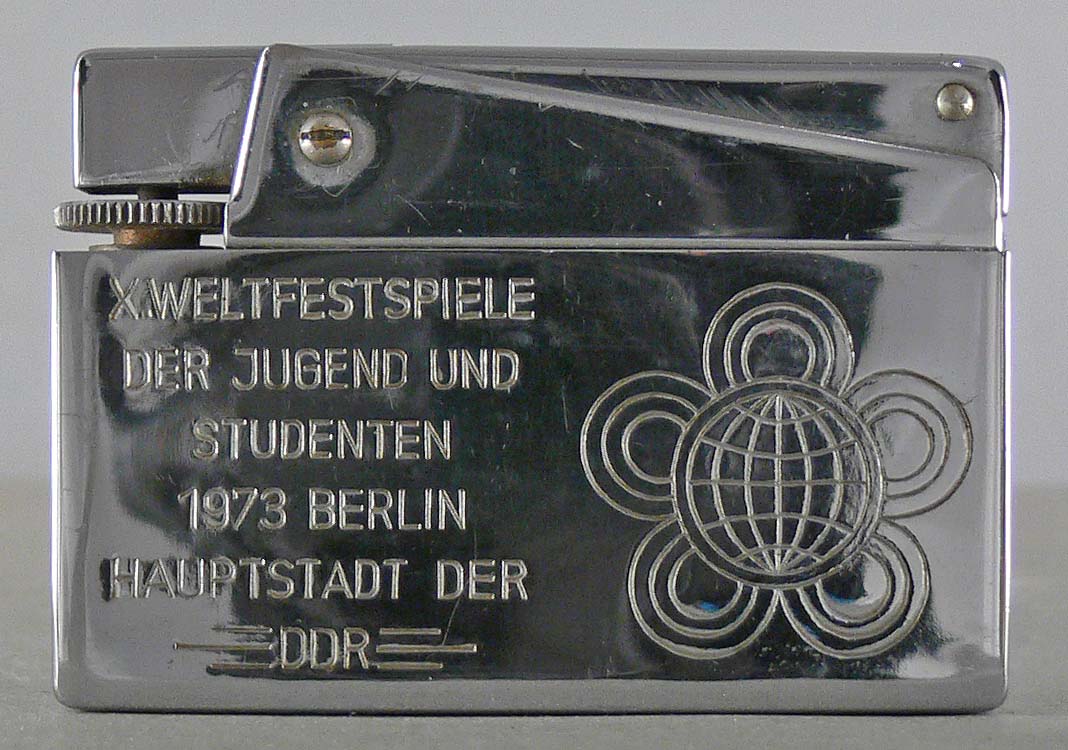 X.WELTFESTSPIELE
DER JUGEND UND
STUDENTEN
1973 BERLIN
HAUPTSTADT DER
DDR